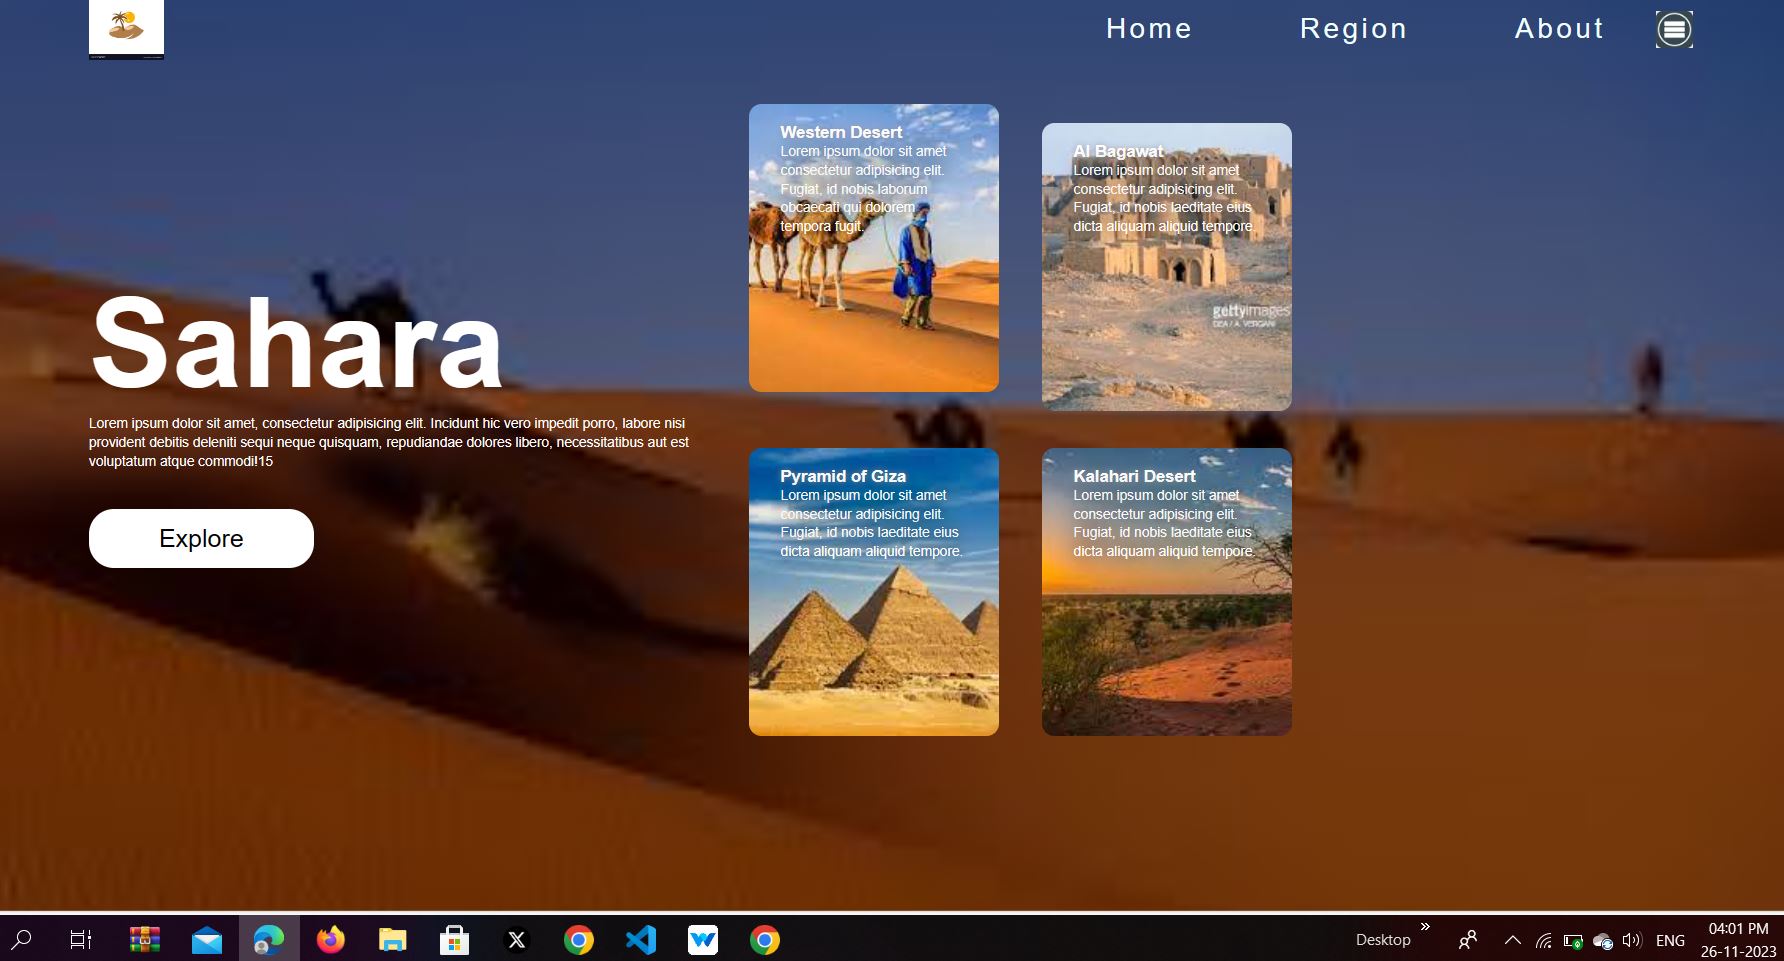 Home Region About
Western Desert
Lorem ipsum dolor sit amet
consectetur adipisicing elit.
Fugiat, id nobis laborum
obcaecati qui dolorem
tempora fugit.
Al Bagawat
Lorem ipsum dolor sit amet
consectetur adipisicing elit.
Fugiat, id nobis laeditate eius
dicta aliquam aliquid tempore.
gettyimages
DEA / A. VERGANI
Sahara
Lorem ipsum dolor sit amet, consectetur adipisicing elit. Incidunt hic vero impedit porro, labore nisi
provident debitis deleniti sequi neque quisquam, repudiandae dolores libero, necessitatibus aut est
voluptatum atque commodi!15
Explore
Pyramid of Giza
Lorem ipsum dolor sit amet
consectetur adipisicing elit.
Fugiat, id nobis laeditate eius
dicta aliquam aliquid tempore.
Kalahari Desert
Lorem ipsum dolor sit amet
consectetur adipisicing elit.
Fugiat, id nobis laeditate eius
dicta aliquam aliquid tempore.
Desktop
ENG
04:01 PM
26-11-2023